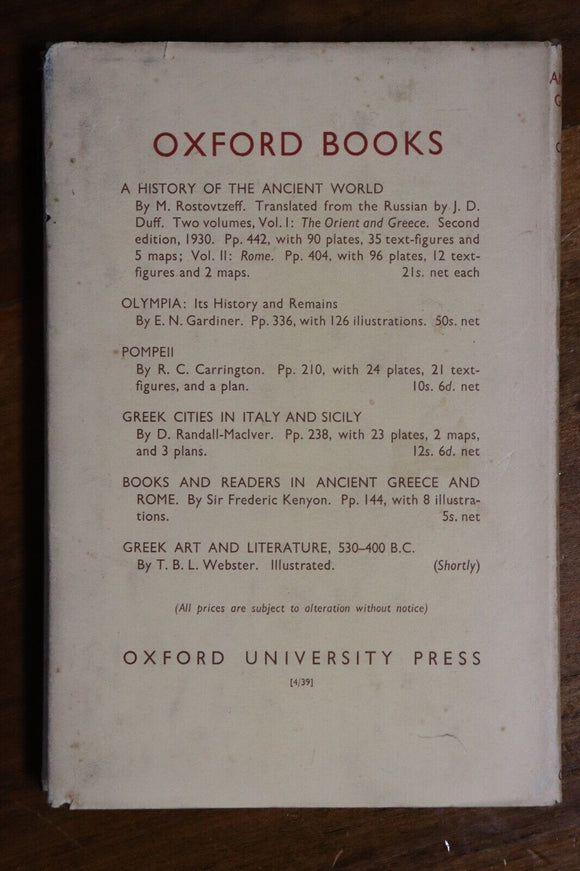 OXFORD BOOKS
A HISTORY OF THE ANCIENT WORLD
By M. Rostovtzeff. Translated from the Russian by J. D.
Duff. Two volumes, Vol. I: The Orient and Greece. Second
edition, 1930. Pp. 442, with 90 plates, 35 text-figures and
5 maps; Vol. II: Rome. Pp. 404, with 96 plates, 12 text-
figures and 2 maps. 21s. net each
OLYMPIA: Its History and Remains
By E. N. Gardiner. Pp. 336, with 126 illustrations. 50s. net
POMPEII
By R. C. Carrington. Pp. 210, with 24 plates, 21 text-
figures, and a plan. 10s. 6d. net
GREEK CITIES IN ITALY AND SICILY
By D. Randall-MacIver. Pp. 238, with 23 plates, 2 maps,
and 3 plans. 12s. 6d. net
BOOKS AND READERS IN ANCIENT GREECE AND
ROME. By Sir Frederic Kenyon. Pp. 144, with 8 illustra-
tions. 5s. net
GREEK ART AND LITERATURE, 530–400 B.C.
By T. B. L. Webster. Illustrated. (Shortly)
(All prices are subject to alteration without notice)
OXFORD UNIVERSITY PRESS
[4/39]